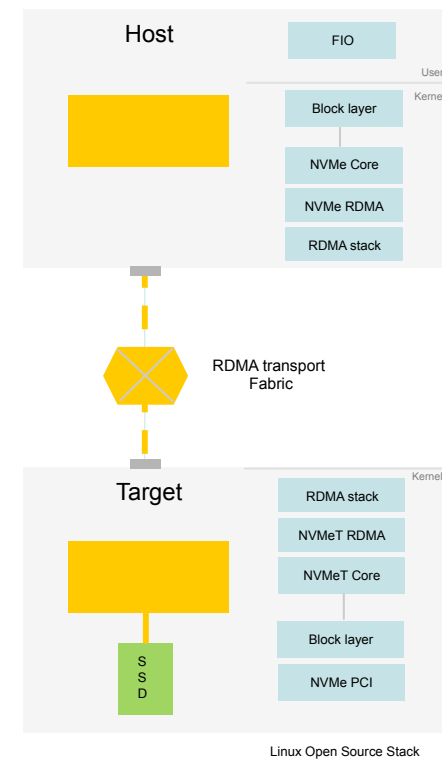 Host
FIO
User
Kernel
Block layer
NVMe Core
NVMe RDMA
RDMA stack
RDMA transport
Fabric
Kernel
Target
RDMA stack
NVMeT RDMA
NVMeT Core
Block layer
NVMe PCI
S
S
D
Linux Open Source Stack